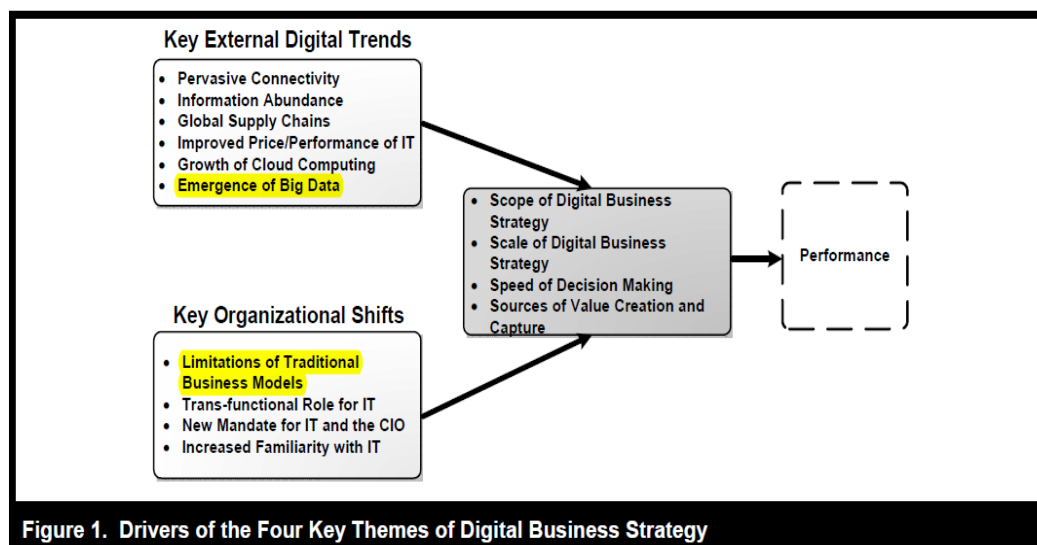 Key External Digital Trends
• Pervasive Connectivity
• Information Abundance
• Global Supply Chains
• Improved Price/Performance of IT
• Growth of Cloud Computing
• Emergence of Big Data
Key Organizational Shifts
• Limitations of Traditional
Business Models
• Trans-functional Role for IT
• New Mandate for IT and the CIO
• Increased Familiarity with IT
• Scope of Digital Business
Strategy
• Scale of Digital Business
Strategy
• Speed of Decision Making
• Sources of Value Creation and
Capture
Performance
Figure 1. Drivers of the Four Key Themes of Digital Business Strategy